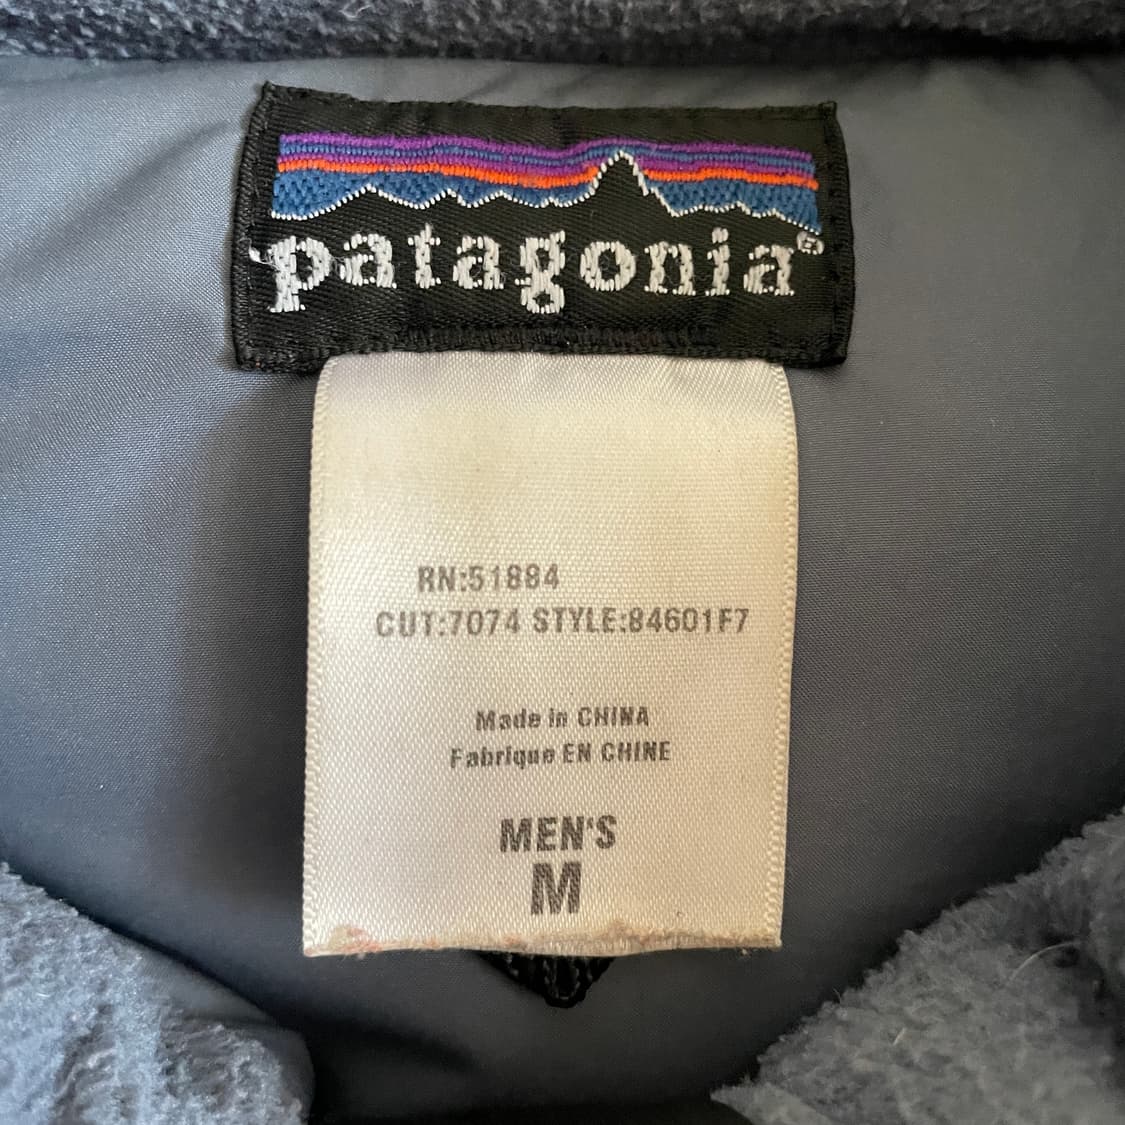 patagonia®
RN:51884
CUT:7074 STYLE:84601F7
Made in CHINA
Fabrique EN CHINE
MEN'S
M